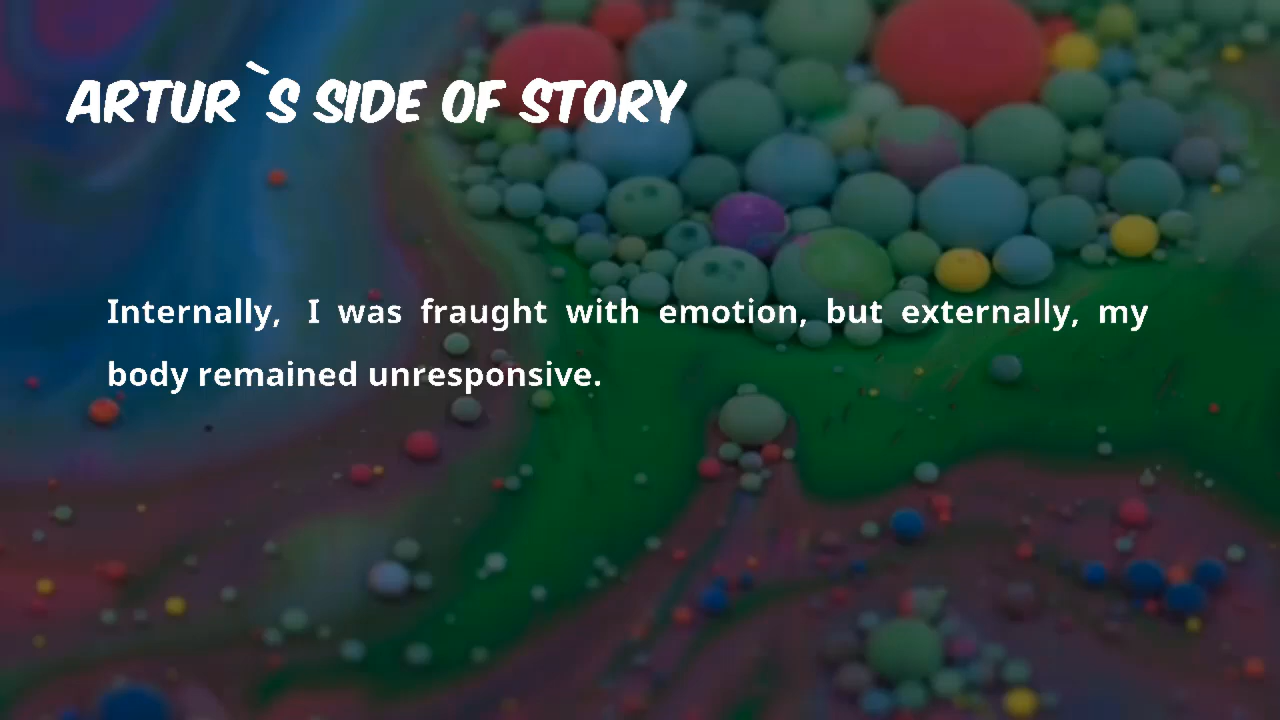 ARTUR`S SIDE OF STORY
Internally, I was fraught with emotion, but externally, my
body remained unresponsive.